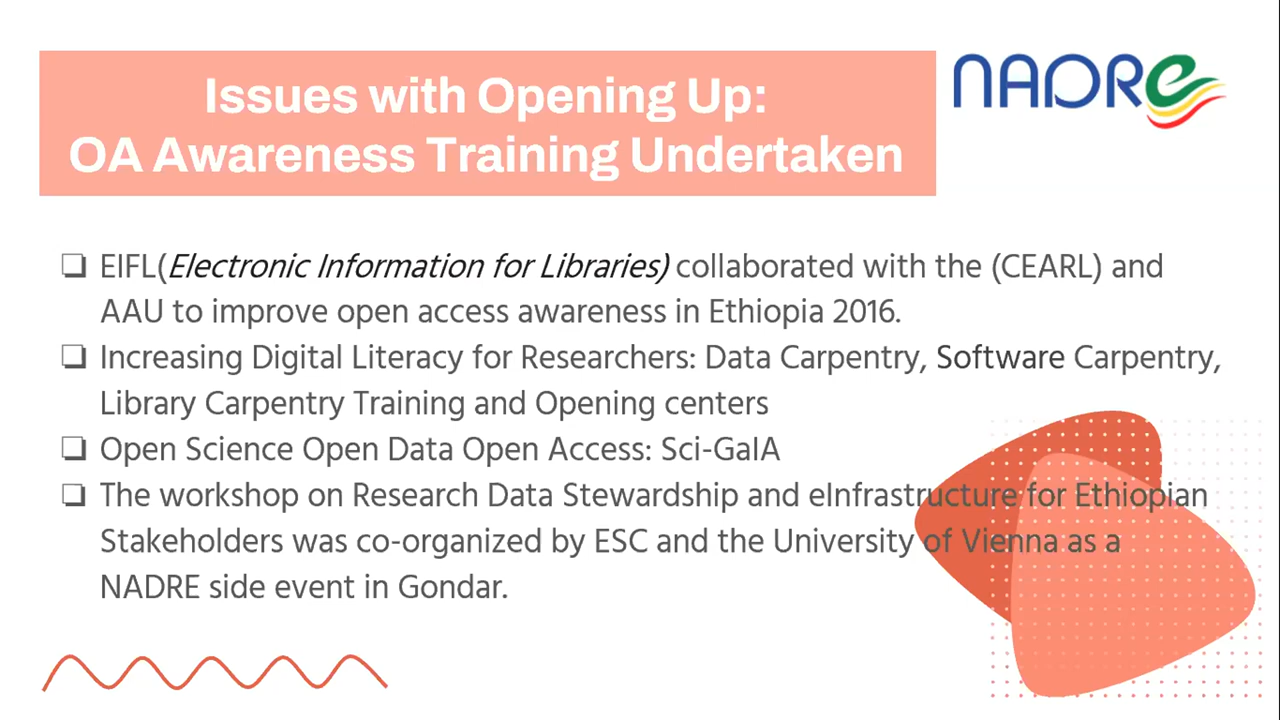 Issues with Opening Up:
OA Awareness Training Undertaken
NADRe
❏ EIFL(Electronic Information for Libraries) collaborated with the (CEARL) and
AAU to improve open access awareness in Ethiopia 2016.
❏ Increasing Digital Literacy for Researchers: Data Carpentry, Software Carpentry,
Library Carpentry Training and Opening centers
❏ Open Science Open Data Open Access: Sci-GaIA
❏ The workshop on Research Data Stewardship and eInfrastructure for Ethiopian
Stakeholders was co-organized by ESC and the University of Vienna as a
NADRE side event in Gondar.